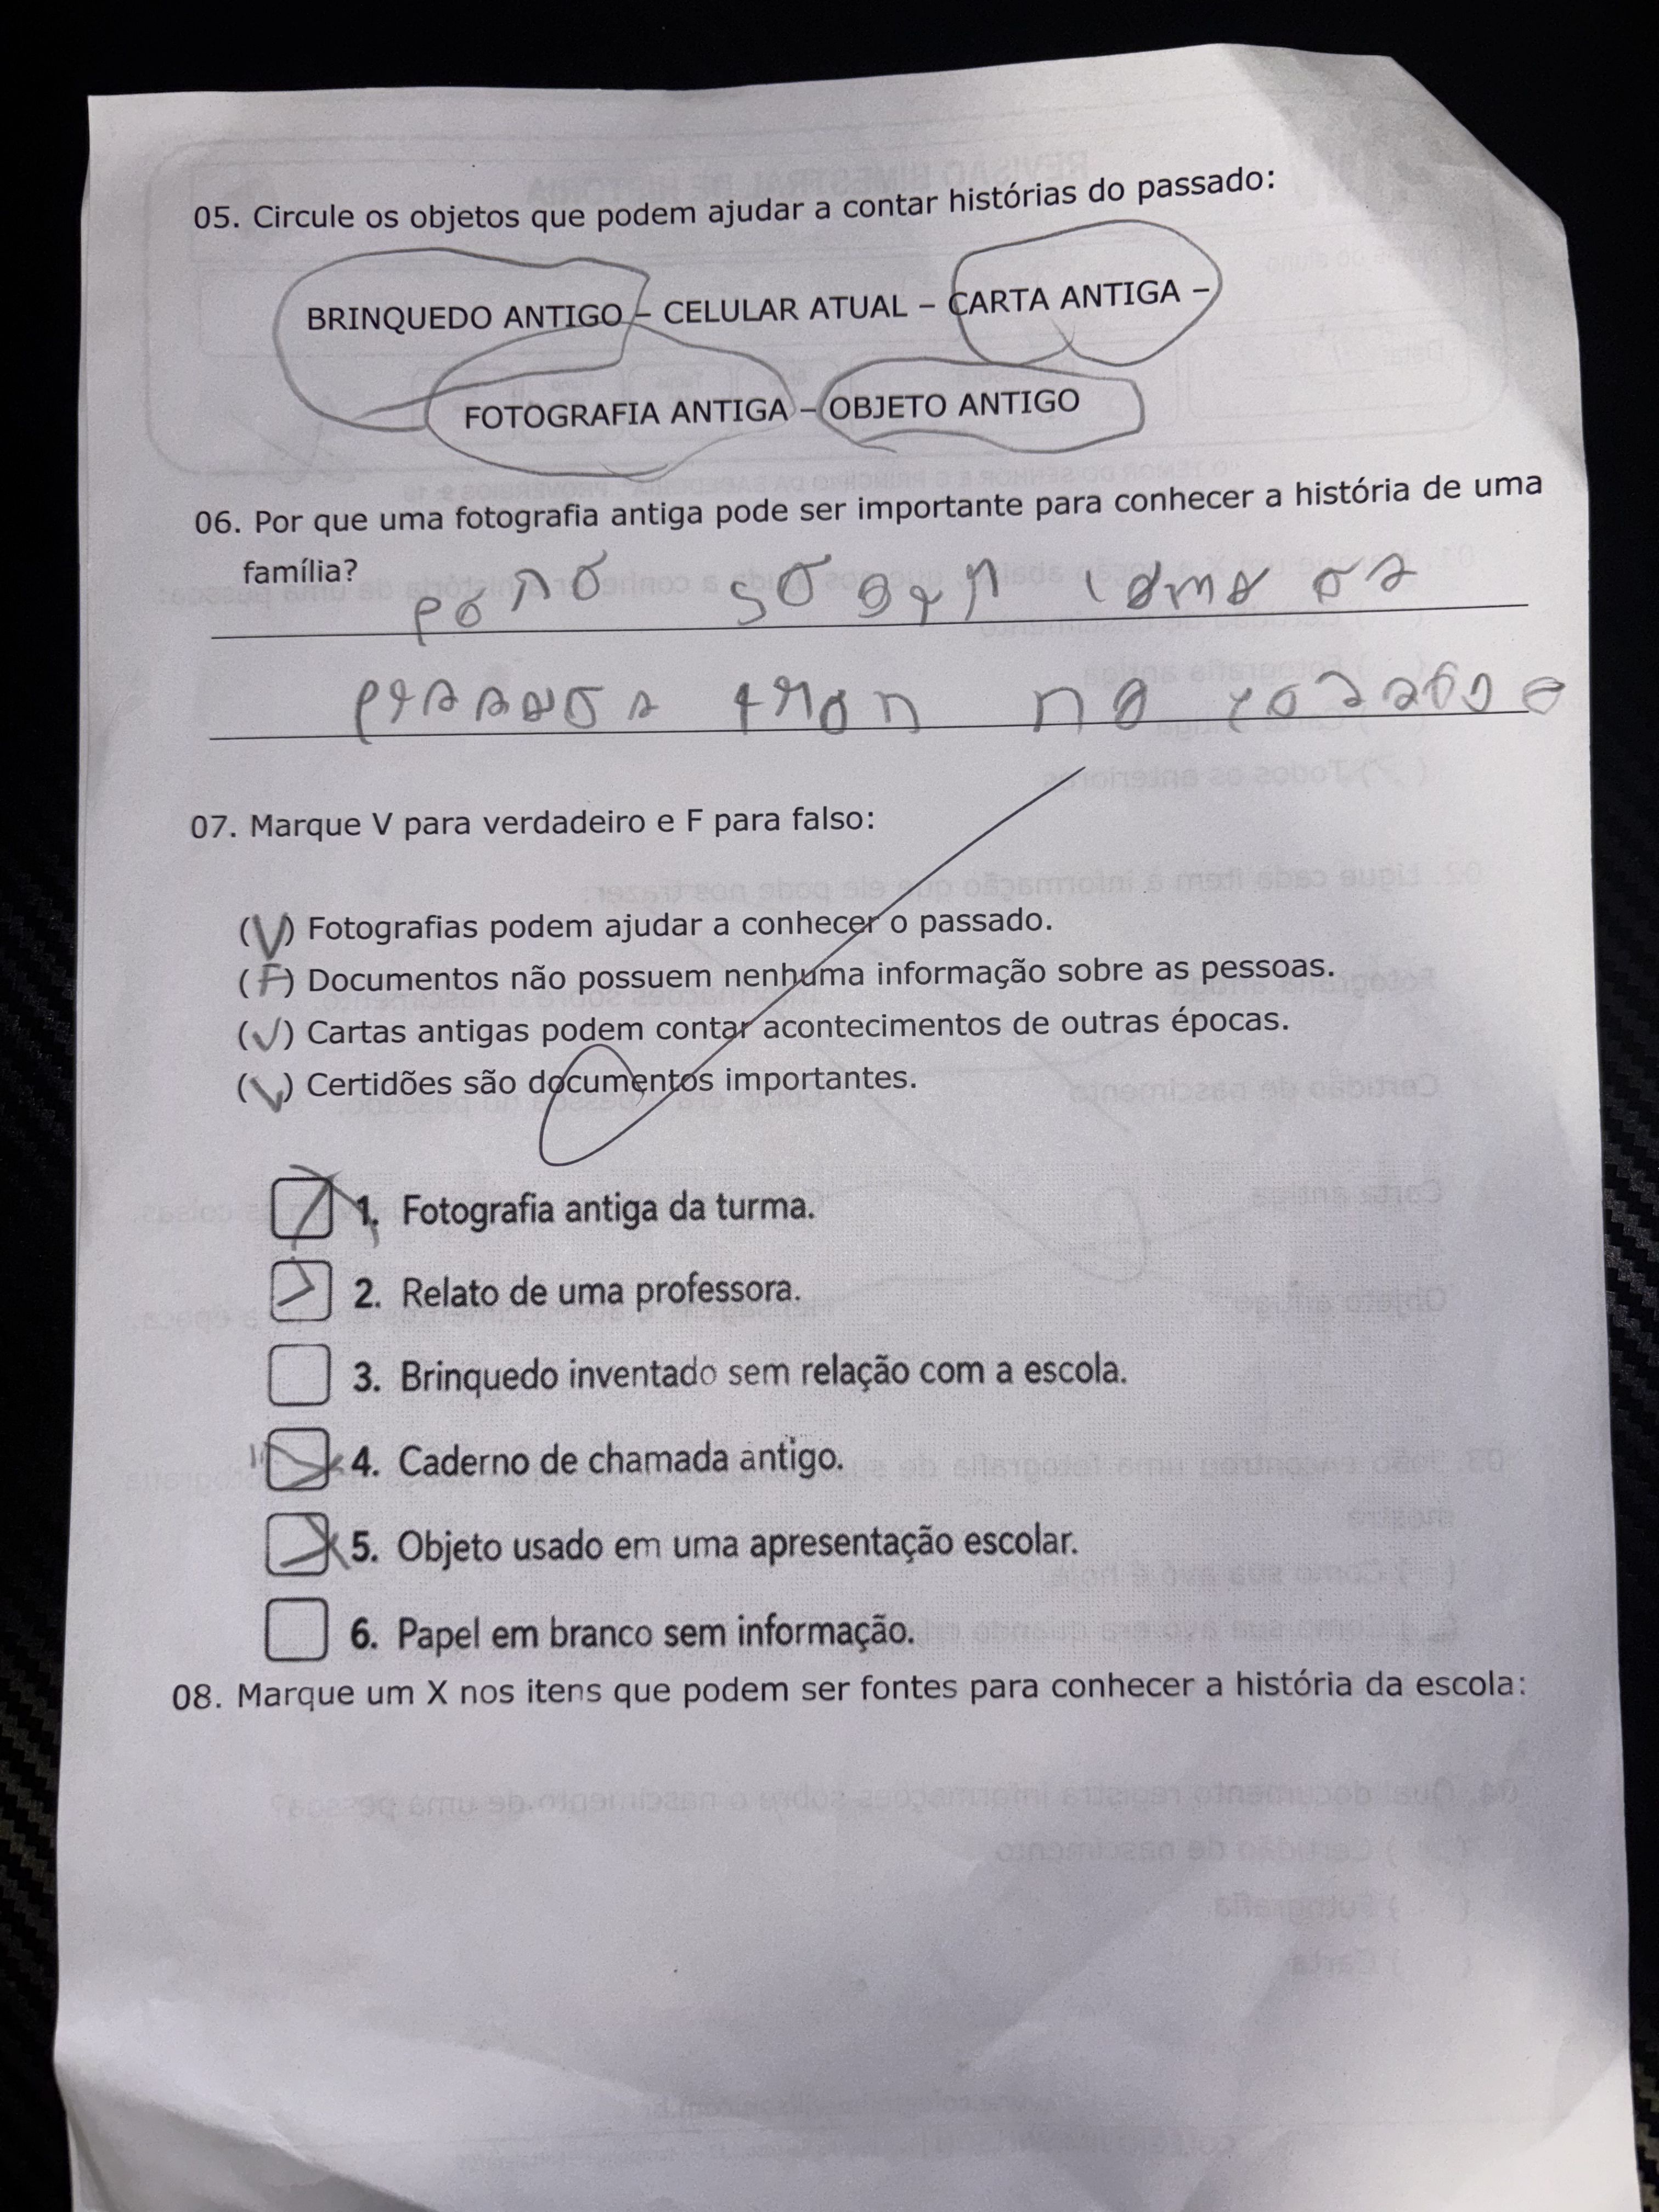 05. Circule os objetos que podem ajudar a contar histórias do passado:
BRINQUEDO ANTIGO – CELULAR ATUAL – CARTA ANTIGA –
FOTOGRAFIA ANTIGA – OBJETO ANTIGO
06. Por que uma fotografia antiga pode ser importante para conhecer a história de uma
família?
07. Marque V para verdadeiro e F para falso:
(V) Fotografias podem ajudar a conhecer o passado.
(F) Documentos não possuem nenhuma informação sobre as pessoas.
(V) Cartas antigas podem contar acontecimentos de outras épocas.
(V) Certidões são documentos importantes.
1. Fotografia antiga da turma.
2. Relato de uma professora.
3. Brinquedo inventado sem relação com a escola.
4. Caderno de chamada antigo.
5. Objeto usado em uma apresentação escolar.
6. Papel em branco sem informação.
08. Marque um X nos itens que podem ser fontes para conhecer a história da escola: